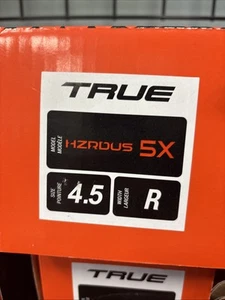 TRUE
MODEL
MODÈLE
HZRDUS 5X
SIZE
POINTURE
4.5
WIDTH
LARGEUR
R
TRUE